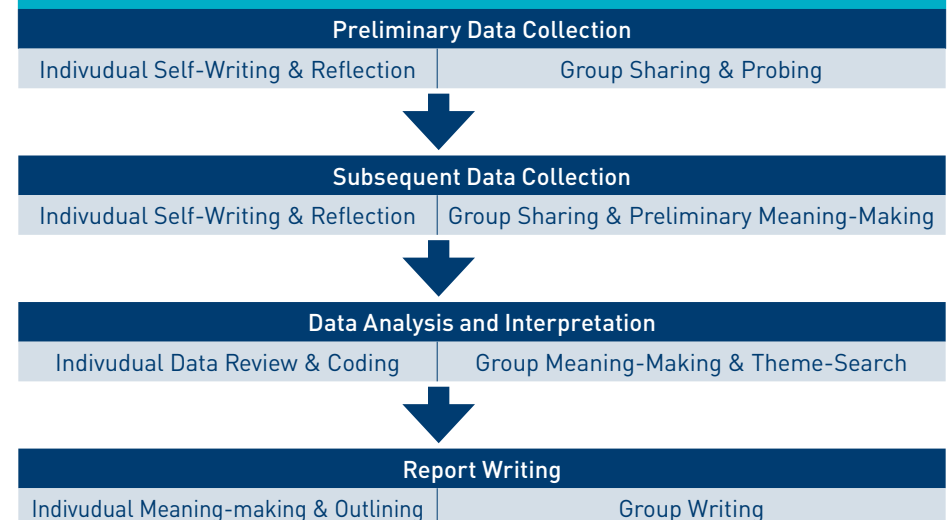 Preliminary Data Collection
Indivudual Self-Writing & Reflection Group Sharing & Probing
Subsequent Data Collection
Indivudual Self-Writing & Reflection Group Sharing & Preliminary Meaning-Making
Data Analysis and Interpretation
Indivudual Data Review & Coding Group Meaning-Making & Theme-Search
Report Writing
Indivudual Meaning-making & Outlining Group Writing